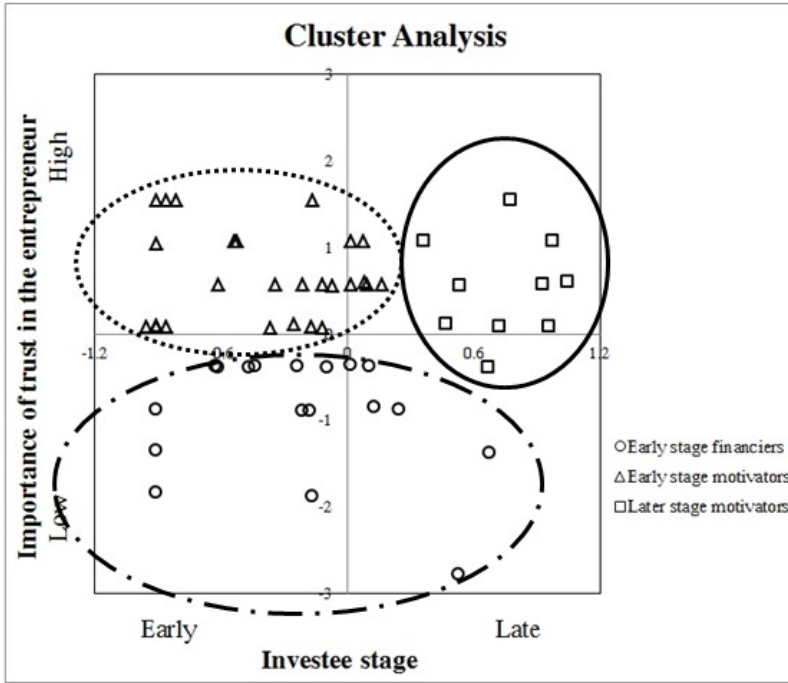 Cluster Analysis
Importance of trust in the entrepreneur
High
Low
3
2
1
0
-1.2
-0.6
0
0.6
1.2
-1
-2
-3
Early stage financiers
Early stage motivators
Later stage motivators
Early
Late
Investee stage